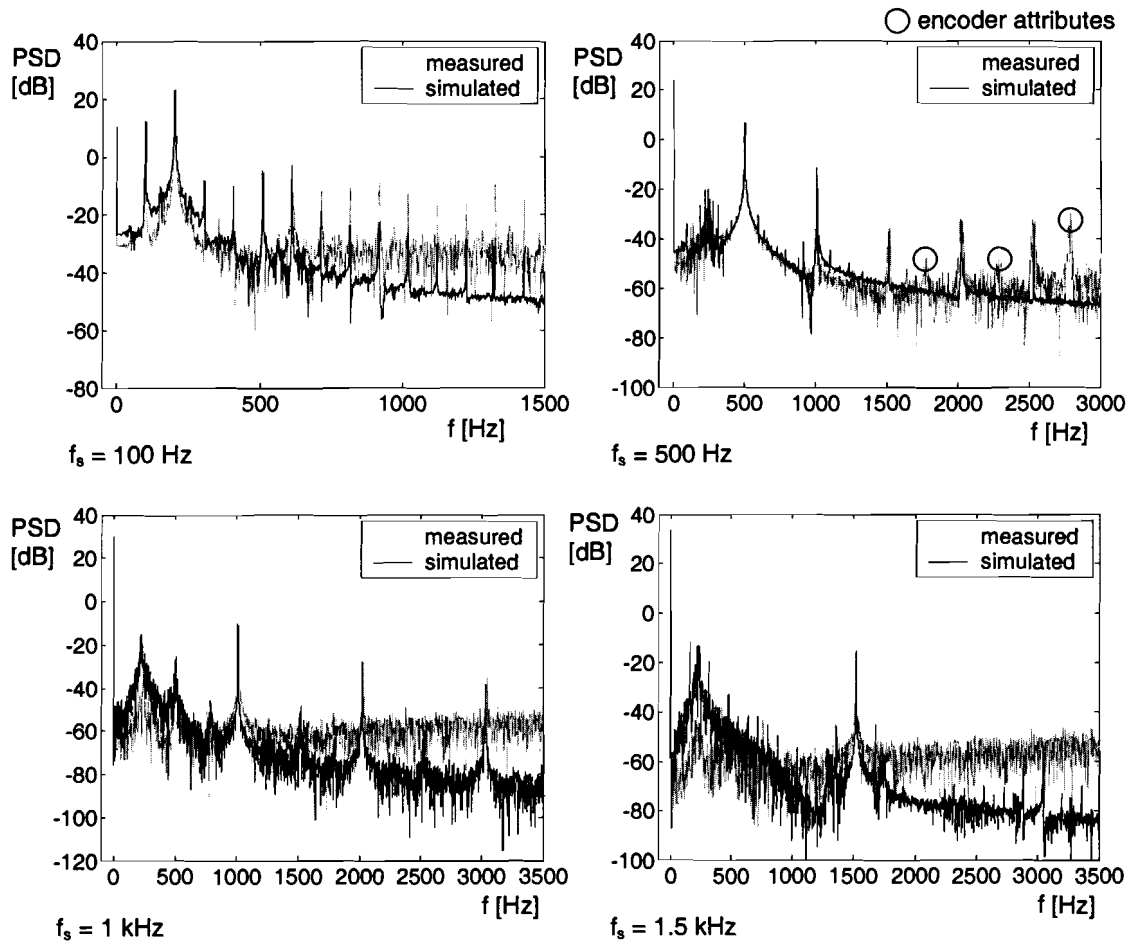 encoder attributes
PSD
[dB]
40
20
0
-20
-40
-60
-80
measured
simulated
0
500
1000
1500
f [Hz]
fₛ = 100 Hz
PSD
[dB]
40
20
0
-20
-40
-60
-80
-100
measured
simulated
0
500
1000
1500
2000
2500
3000
f [Hz]
fₛ = 500 Hz
PSD
[dB]
40
20
0
-20
-40
-60
-80
-100
-120
measured
simulated
0
500
1000
1500
2000
2500
3000
3500
f [Hz]
fₛ = 1 kHz
PSD
[dB]
40
20
0
-20
-40
-60
-80
-100
measured
simulated
0
500
1000
1500
2000
2500
3000
3500
f [Hz]
fₛ = 1.5 kHz